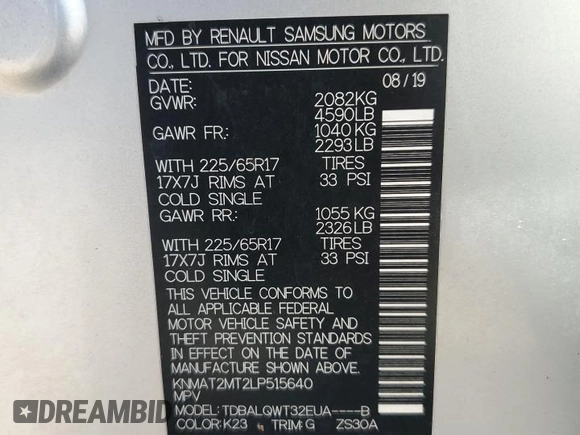 MFD BY RENAULT SAMSUNG MOTORS
CO., LTD. FOR NISSAN MOTOR CO., LTD.
DATE: 08/19
GVWR: 2082KG
4590LB
GAWR FR: 1040KG
2293LB
WITH 225/65R17 TIRES
17X7J RIMS AT 33 PSI
COLD SINGLE
GAWR RR: 1055 KG
2326LB
WITH 225/65R17 TIRES
17X7J RIMS AT 33 PSI
COLD SINGLE
THIS VEHICLE CONFORMS TO
ALL APPLICABLE FEDERAL
MOTOR VEHICLE SAFETY AND
THEFT PREVENTION STANDARDS
IN EFFECT ON THE DATE OF
MANUFACTURE SHOWN ABOVE.
KNMAT2MT2LP515640
MPV
MODEL: TDBALQWT32EUA----B
COLOR: K23 TRIM: G ZS30A
© WILD AUTO GROUP